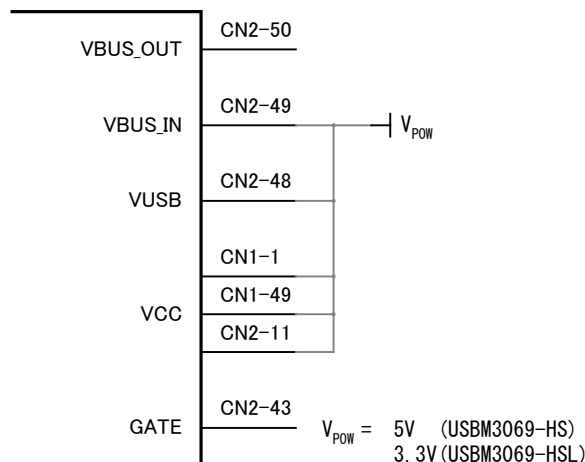 CN2-50
VBUS_OUT
CN2-49
VBUS_IN
V_POW
CN2-48
VUSB
CN1-1
CN1-49
VCC
CN2-11
CN2-43
GATE
V_POW = 5V (USBM3069-HS)
3.3V(USBM3069-HSL)